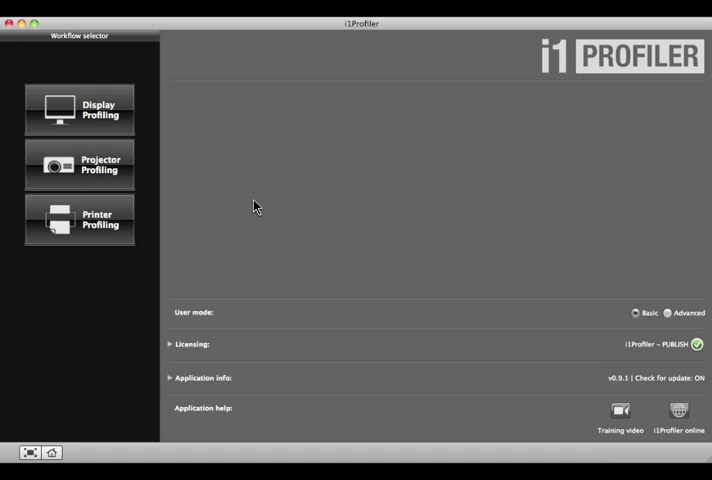 i1Profiler
Workflow selector
i1 PROFILER
Display
Profiling
Projector
Profiling
Printer
Profiling
User mode:
Basic
Advanced
Licensing:
i1Profiler - PUBLISH
Application info:
v0.9.1 | Check for update: ON
Application help:
Training video
i1Profiler online